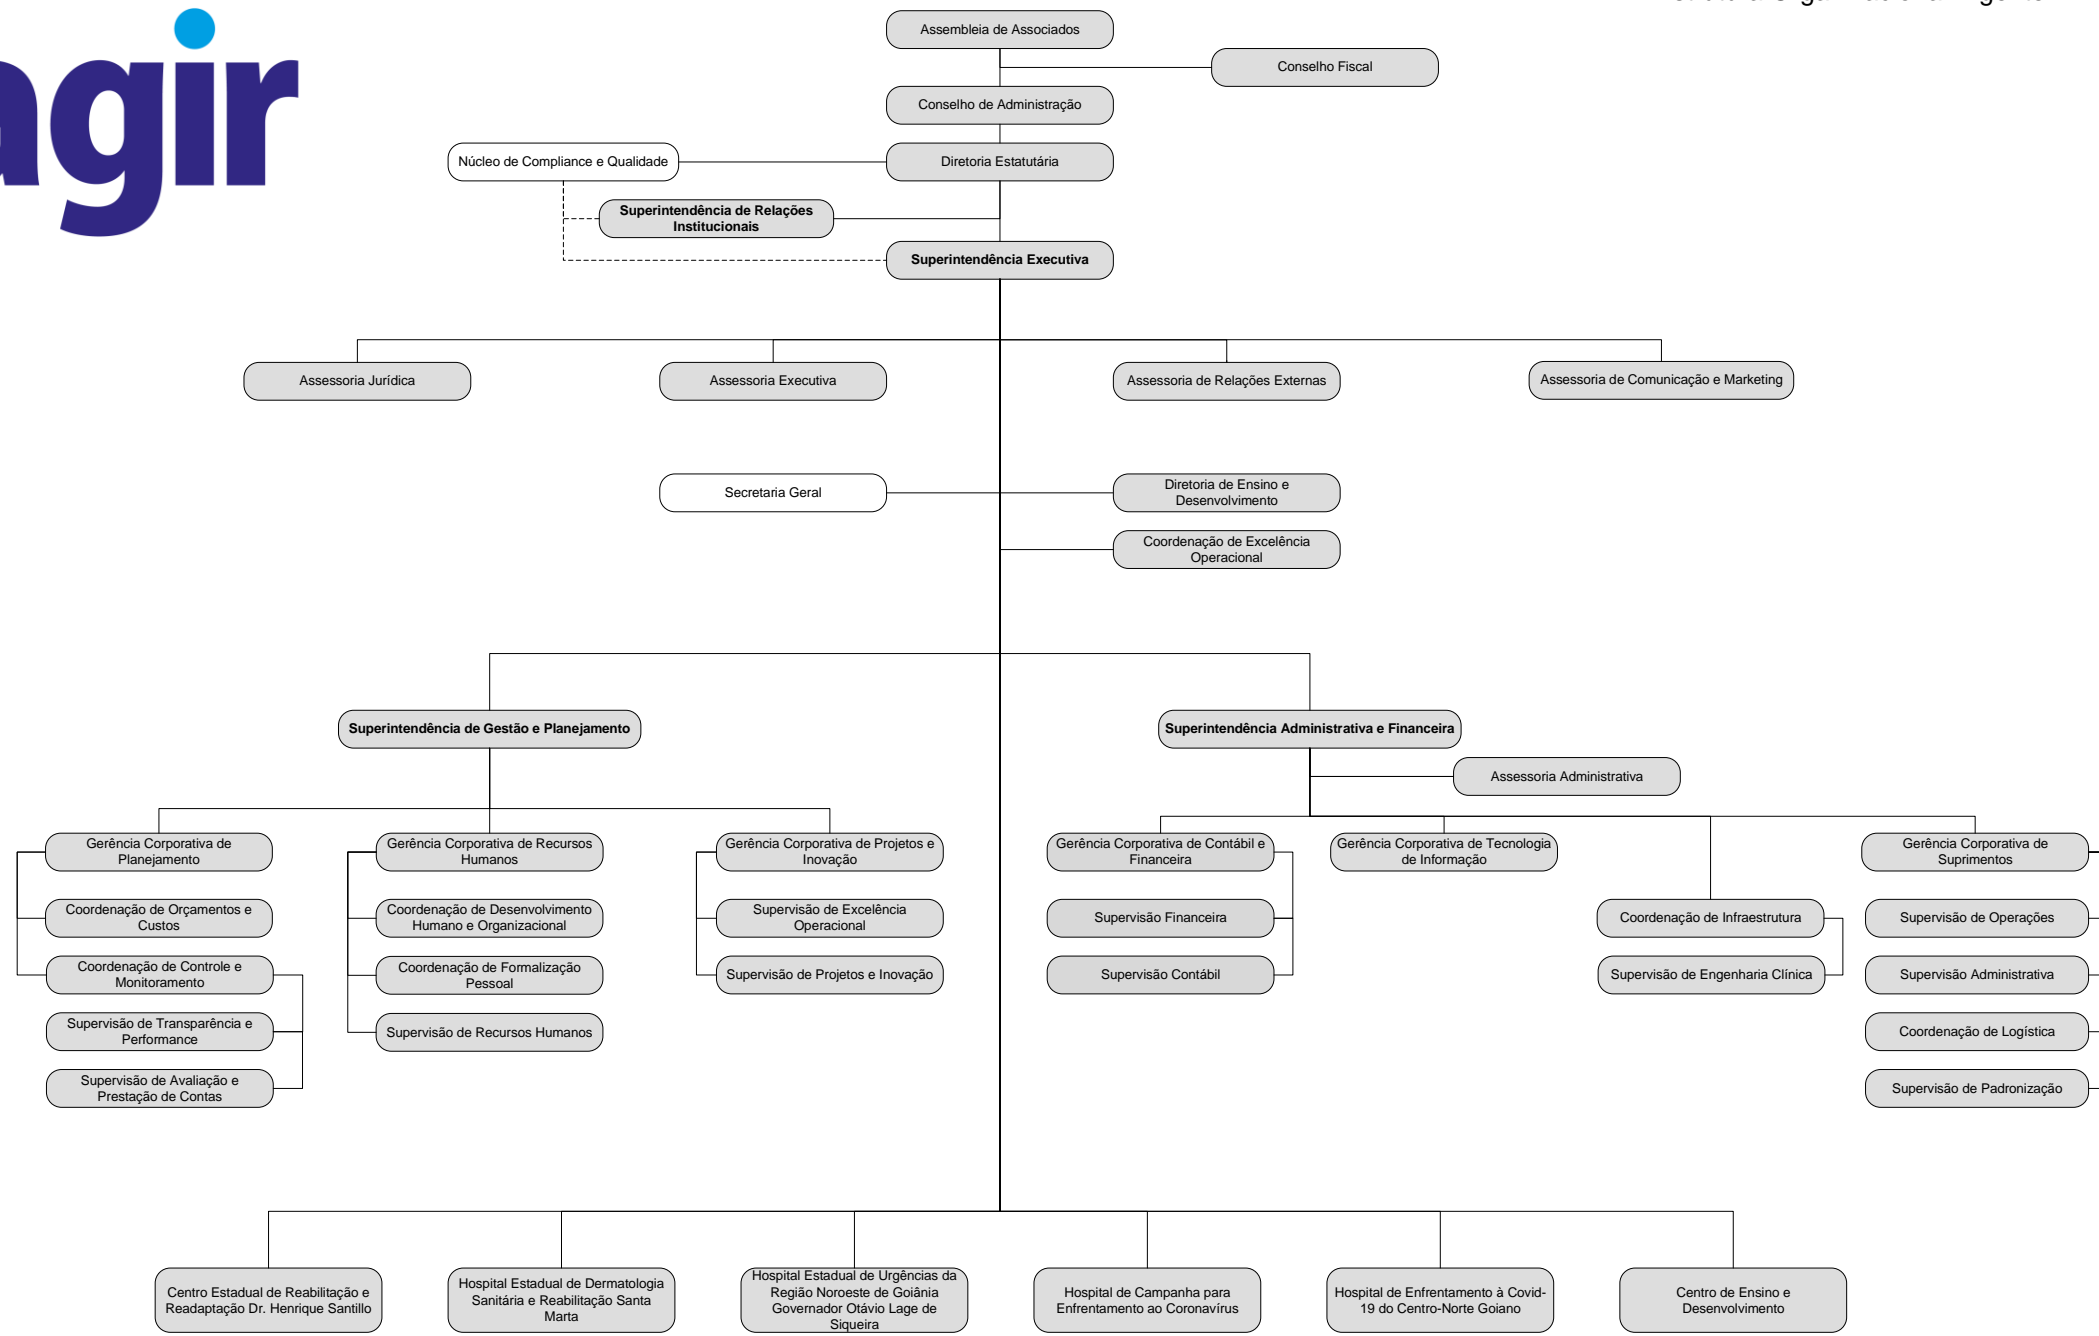 agir
Assembleia de Associados
Conselho Fiscal
Conselho de Administração
Núcleo de Compliance e Qualidade
Diretoria Estatutária
Superintendência de Relações
Institucionais
Superintendência Executiva
Assessoria Jurídica
Assessoria Executiva
Assessoria de Relações Externas
Assessoria de Comunicação e Marketing
Secretaria Geral
Diretoria de Ensino e
Desenvolvimento
Coordenação de Excelência
Operacional
Superintendência de Gestão e Planejamento
Superintendência Administrativa e Financeira
Assessoria Administrativa
Gerência Corporativa de
Planejamento
Gerência Corporativa de Recursos
Humanos
Gerência Corporativa de Projetos e
Inovação
Gerência Corporativa de Contábil e
Financeira
Gerência Corporativa de Tecnologia
de Informação
Gerência Corporativa de
Suprimentos
Coordenação de Orçamentos e
Custos
Coordenação de Desenvolvimento
Humano e Organizacional
Supervisão de Excelência
Operacional
Supervisão Financeira
Coordenação de Infraestrutura
Supervisão de Operações
Coordenação de Controle e
Monitoramento
Coordenação de Formalização
Pessoal
Supervisão de Projetos e Inovação
Supervisão Contábil
Supervisão de Engenharia Clínica
Supervisão Administrativa
Supervisão de Transparência e
Performance
Supervisão de Recursos Humanos
Coordenação de Logística
Supervisão de Avaliação e
Prestação de Contas
Supervisão de Padronização
Centro Estadual de Reabilitação e
Readaptação Dr. Henrique Santillo
Hospital Estadual de Dermatologia
Sanitária e Reabilitação Santa
Marta
Hospital Estadual de Urgências da
Região Noroeste de Goiânia
Governador Otávio Lage de
Siqueira
Hospital de Campanha para
Enfrentamento ao Coronavírus
Hospital de Enfrentamento à Covid-
19 do Centro-Norte Goiano
Centro de Ensino e
Desenvolvimento